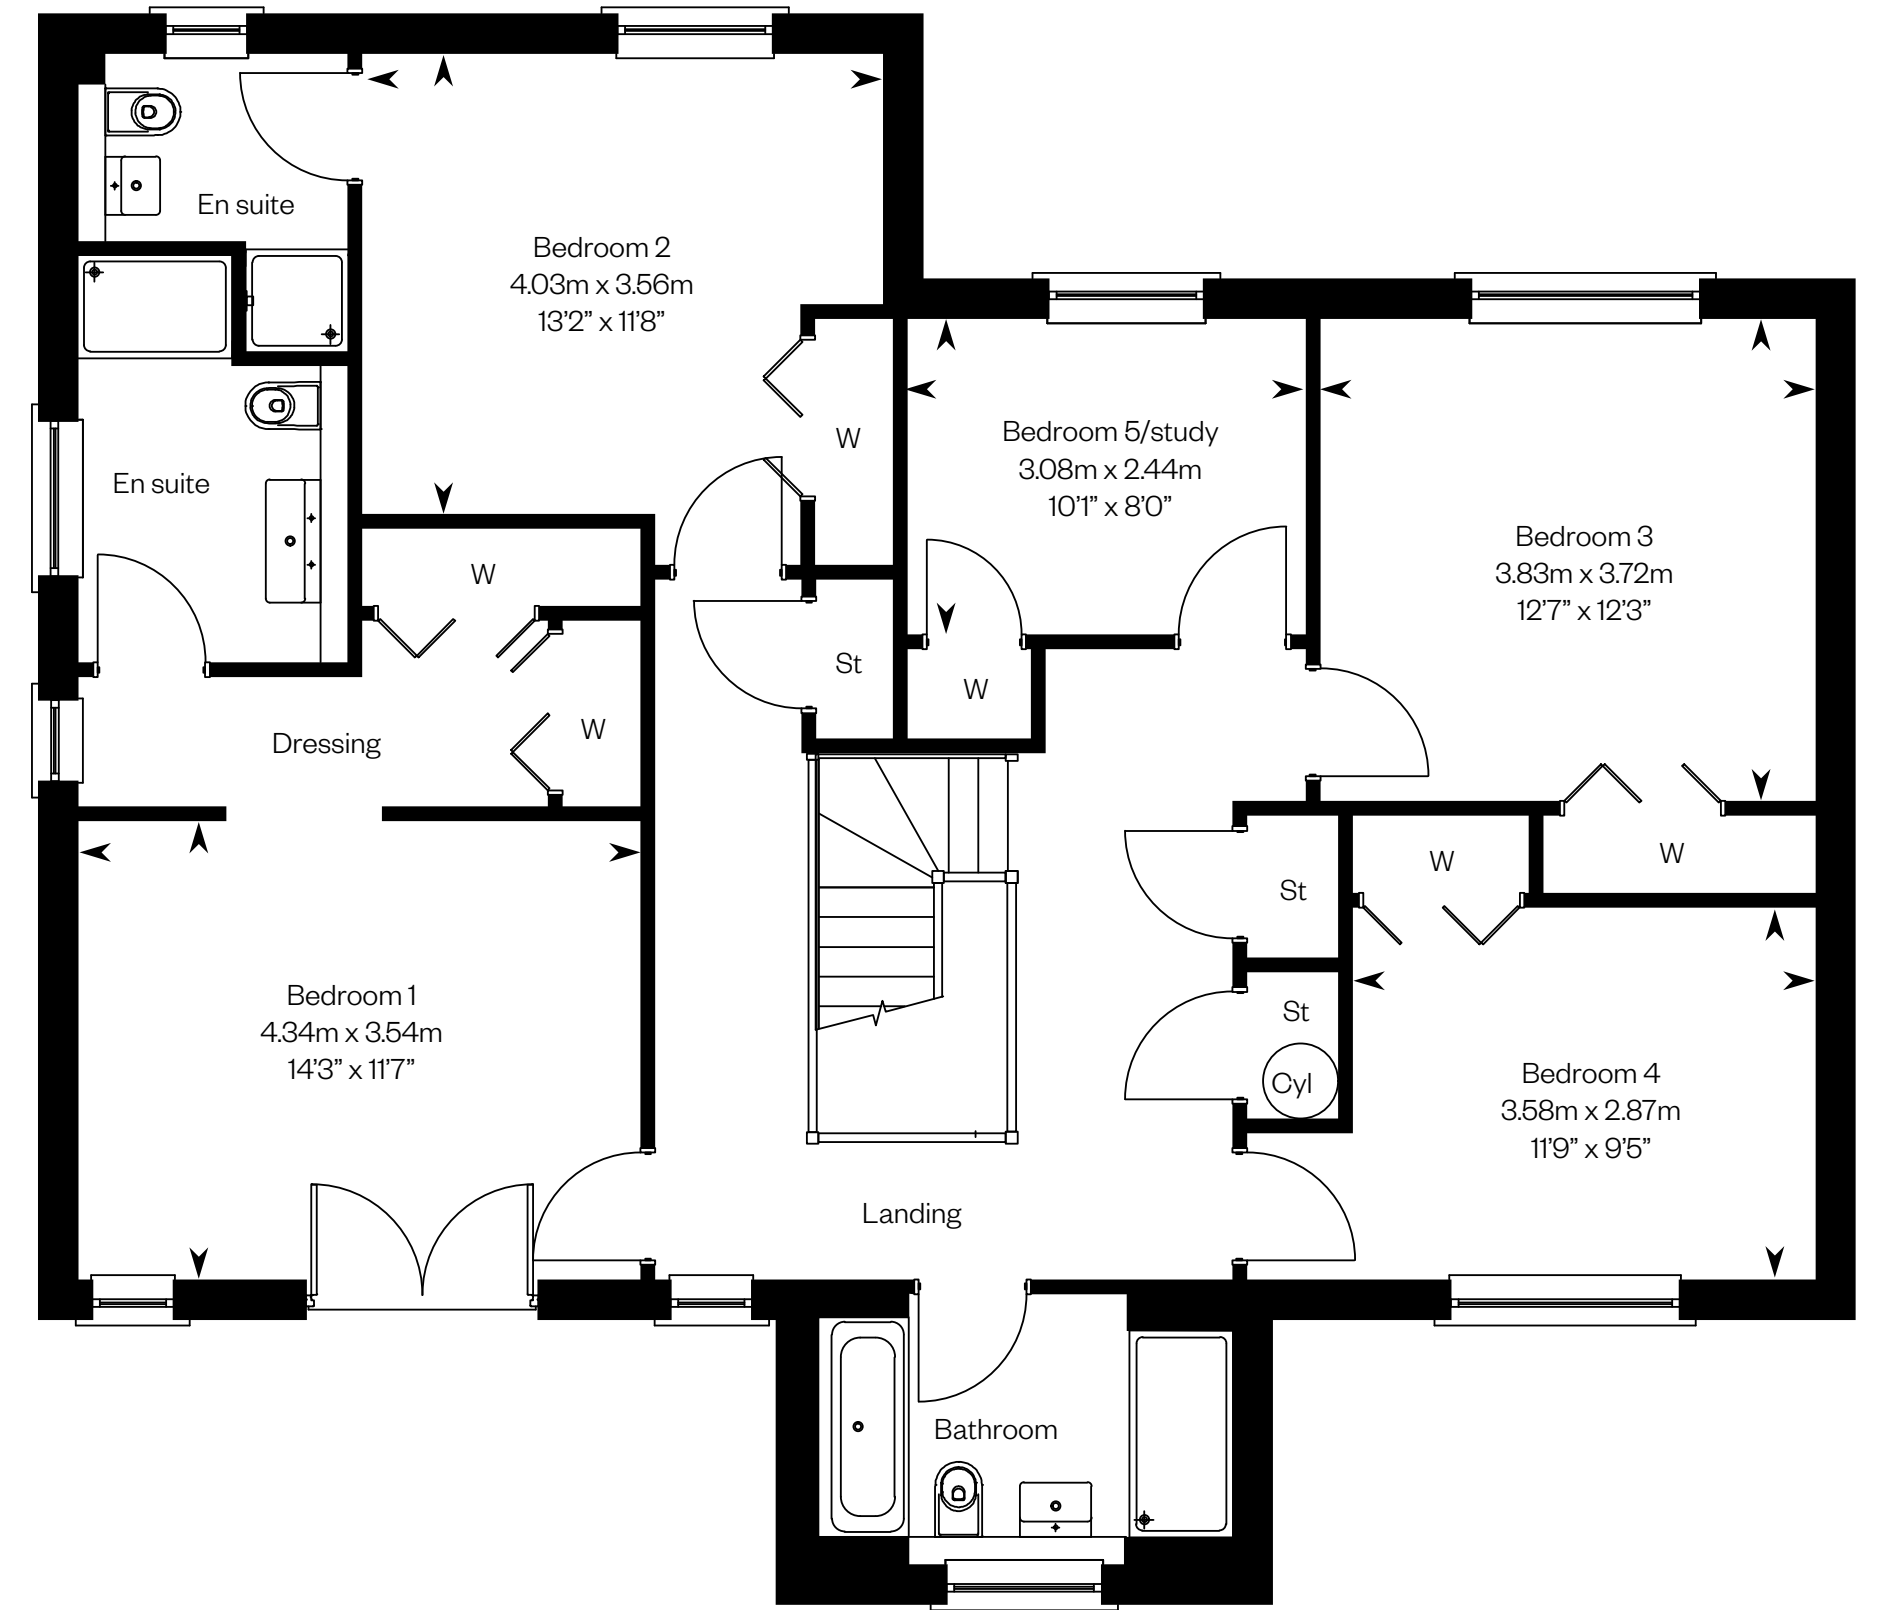 En suite
Bedroom 2
4.03m x 3.56m
13’2” x 11’8”
W
Bedroom 5/study
3.08m x 2.44m
10’1” x 8’0”
En suite
Bedroom 3
3.83m x 3.72m
12’7” x 12’3”
W
St
W
W
Dressing
W
W
St
Bedroom 1
4.34m x 3.54m
14’3” x 11’7”
St
Cyl
Bedroom 4
3.58m x 2.87m
11’9” x 9’5”
Landing
Bathroom